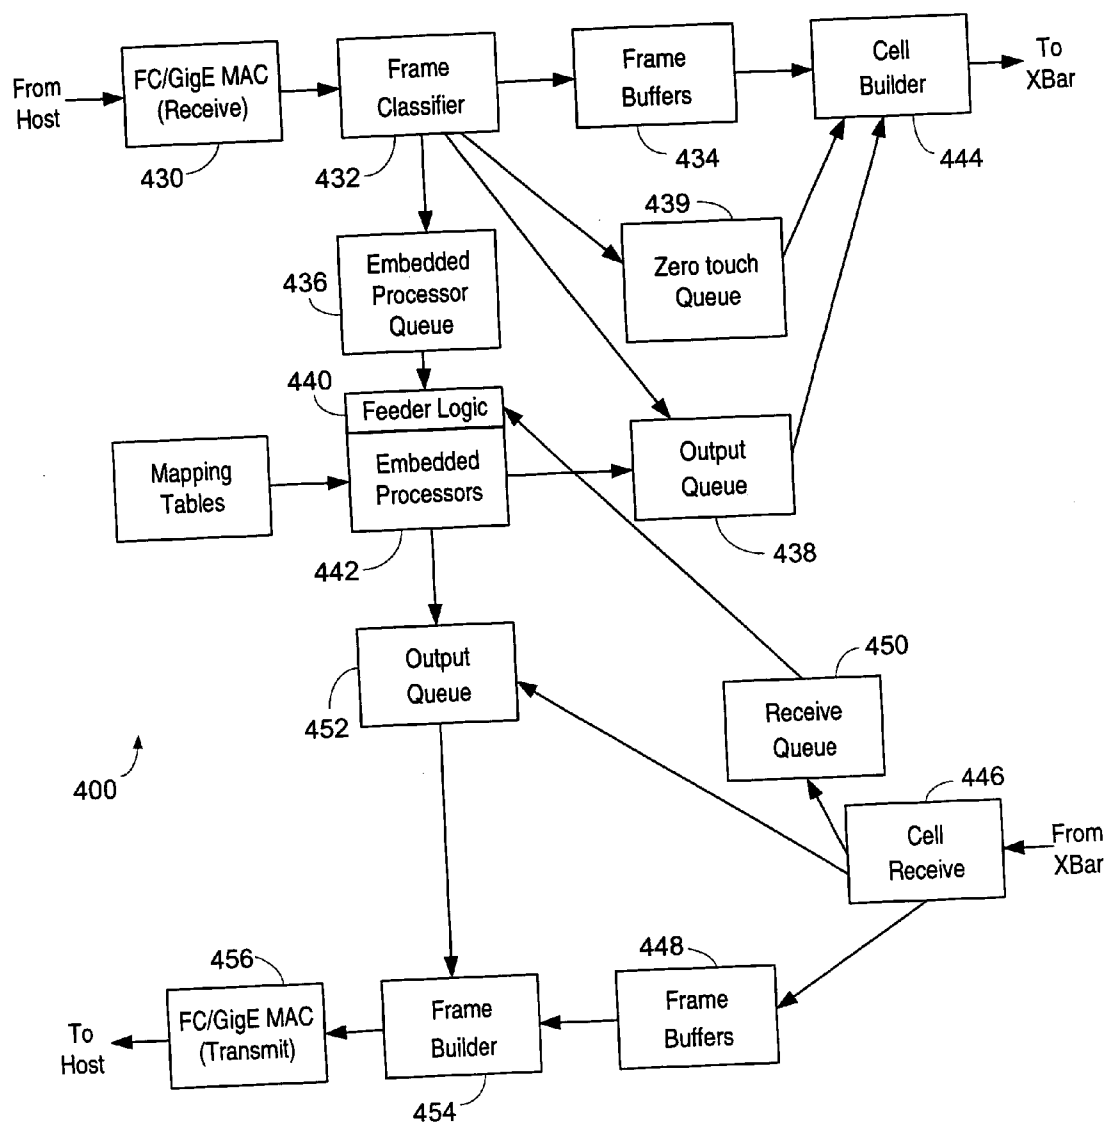 From
Host
FC/GigE MAC
(Receive)
430
Frame
Classifier
432
Frame
Buffers
434
Cell
Builder
444
To
XBar
439
Zero touch
Queue
436
Embedded
Processor
Queue
440
Feeder Logic
Mapping
Tables
Embedded
Processors
442
Output
Queue
438
Output
Queue
452
450
Receive
Queue
400
446
Cell
Receive
From
XBar
456
FC/GigE MAC
(Transmit)
To
Host
Frame
Builder
454
448
Frame
Buffers